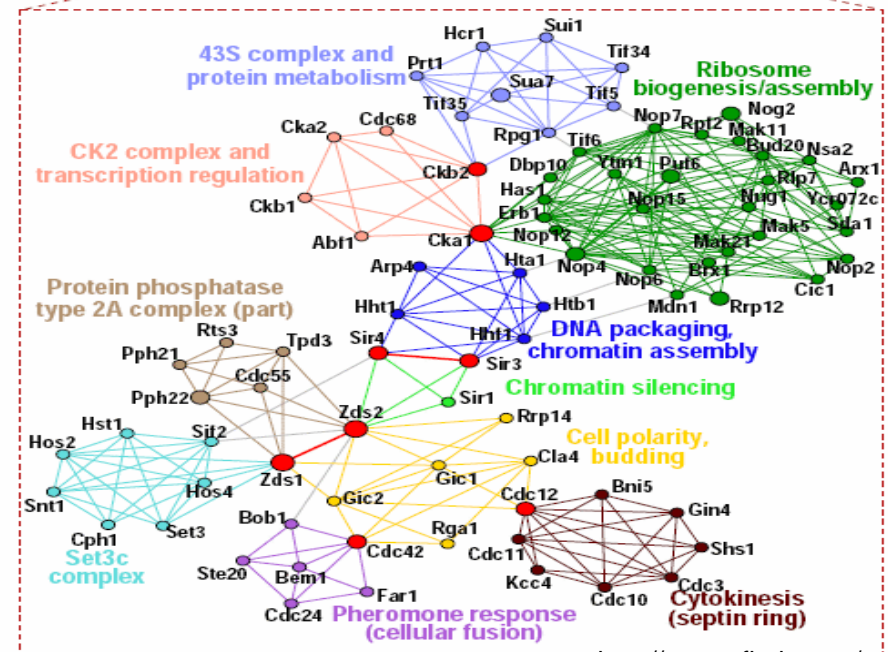 Hcr1
Sui1
43S complex and
protein metabolism
Prt1
Tif34
Sua7
Ribosome
biogenesis/assembly
Tif35
Tif5
Nop7
Rpf2
Nog2
Mak11
Cka2
Cdc68
Rpg1
Tif6
Bud20
Nsa2
CK2 complex and
transcription regulation
Ckb2
Dbp10
Ytm1
Puf6
Rlp7
Arx1
Has1
Nop15
Nug1
Ycr072c
Ckb1
Erb1
Abf1
Cka1
Nop12
Mak5
Sda1
Mak21
Arp4
Hta1
Nop4
Nop6
Brx1
Nop2
Cic1
Protein phosphatase
type 2A complex (part)
Hht1
Htb1
Mdn1
Rrp12
Rts3
Tpd3
Sir4
Hhf1
DNA packaging,
chromatin assembly
Pph21
Sir3
Cdc55
Pph22
Sir1
Chromatin silencing
Zds2
Hst1
Sif2
Rrp14
Hos2
Cell polarity,
budding
Cla4
Zds1
Gic1
Snt1
Hos4
Gic2
Cdc12
Bni5
Gin4
Cph1
Set3
Bob1
Rga1
Set3c
complex
Cdc42
Cdc11
Shs1
Ste20
Bem1
Kcc4
Cdc3
Far1
Cdc10
Cytokinesis
(septin ring)
Cdc24
Pheromone response
(cellular fusion)